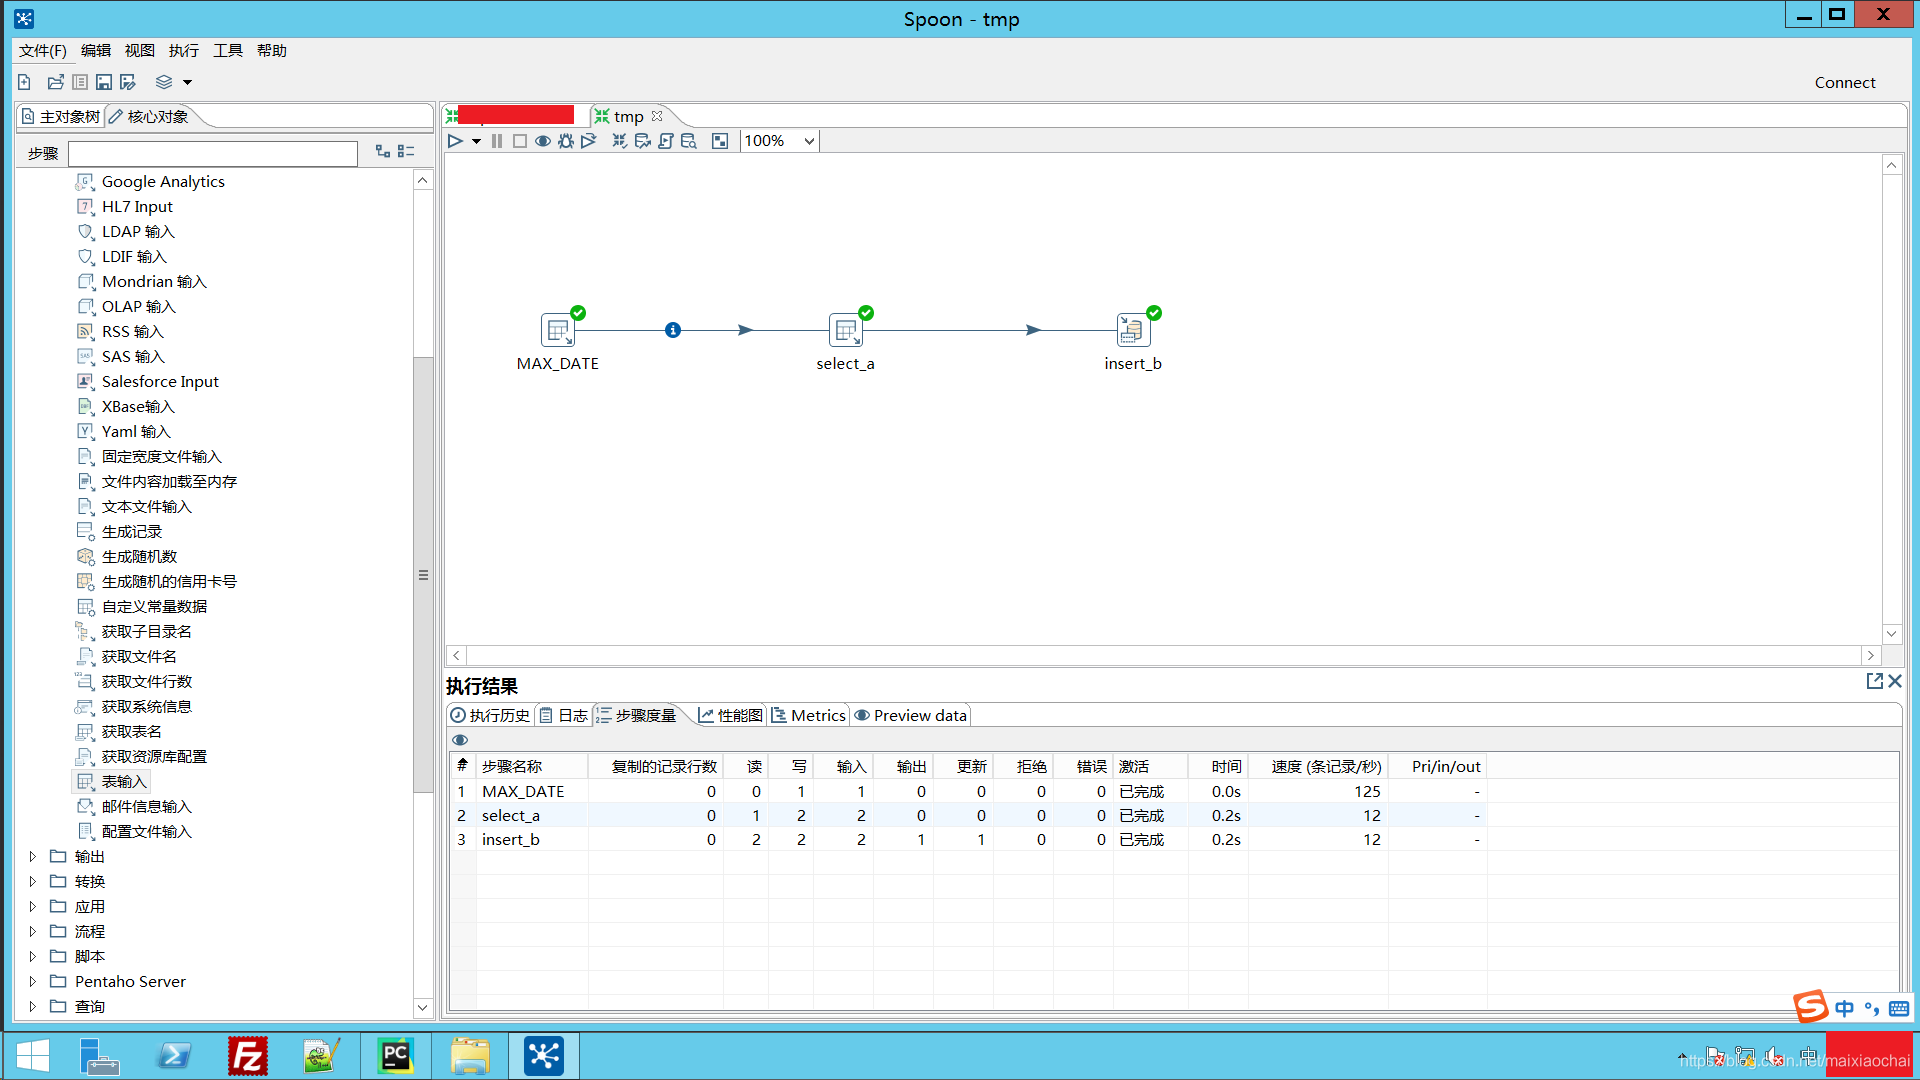 Spoon - tmp
文件(F) 编辑 视图 执行 工具 帮助
Connect
主对象树 核心对象
tmp
步骤
100%
Google Analytics
HL7 Input
LDAP 输入
LDIF 输入
Mondrian 输入
OLAP 输入
RSS 输入
SAS 输入
Salesforce Input
XBase输入
Yaml 输入
固定宽度文件输入
文件内容加载至内存
文本文件输入
生成记录
生成随机数
生成随机的信用卡号
自定义常量数据
获取子目录名
获取文件名
获取文件行数
获取系统信息
获取表名
获取资源库配置
表输入
邮件信息输入
配置文件输入
输出
转换
应用
流程
脚本
Pentaho Server
查询
MAX_DATE select_a insert_b
执行结果
执行历史 日志 步骤度量 性能图 Metrics Preview data
# 步骤名称 复制的记录行数 读 写 输入 输出 更新 拒绝 错误 激活 时间 速度 (条记录/秒) Pri/in/out
1 MAX_DATE 0 0 1 1 0 0 0 0 已完成 0.0s 125 -
2 select_a 0 1 2 2 0 0 0 0 已完成 0.2s 12 -
3 insert_b 0 2 2 2 1 1 0 0 已完成 0.2s 12 -
中
PC
Fz
中
https://blog.csdn.net/maixiaochai